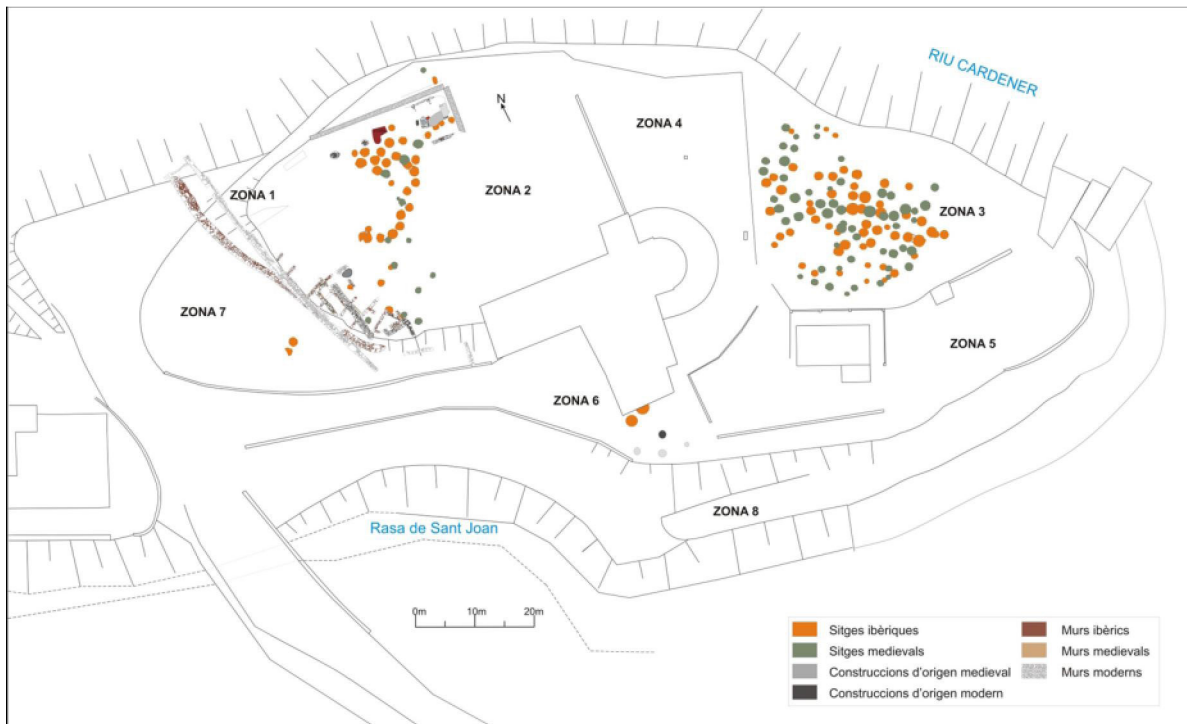 RIU CARDENER
N
ZONA 4
ZONA 1
ZONA 2
ZONA 3
ZONA 7
ZONA 5
ZONA 6
ZONA 8
Rasa de Sant Joan
0m 10m 20m
Sitges ibèriques
Sitges medievals
Construccions d'origen medieval
Construccions d'origen modern
Murs ibèrics
Murs medievals
Murs moderns